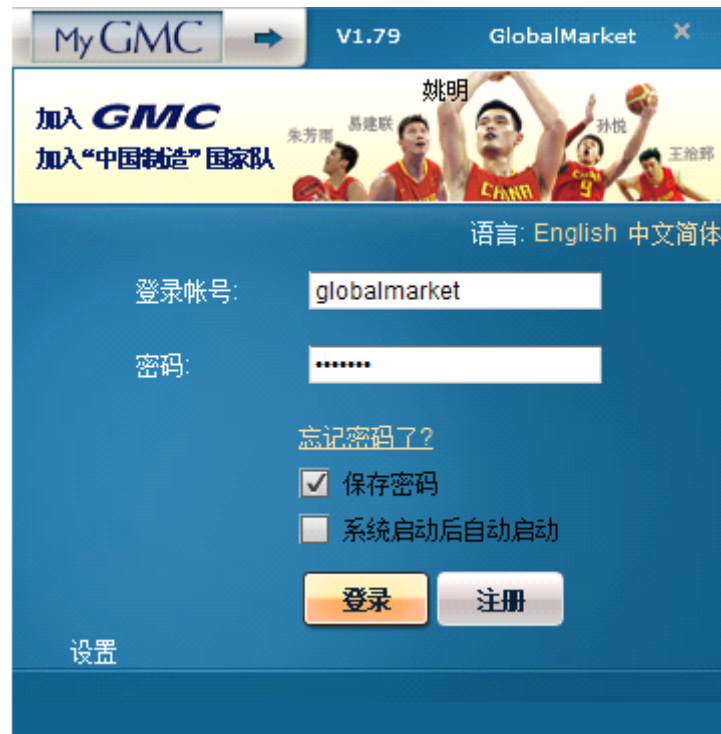 My GMC V1.79 GlobalMarket
加入 GMC
加入“中国制造”国家队
朱芳雨 易建联 姚明 孙悦 王治郅
CHINA
9
语言: English 中文简体
登录帐号: globalmarket
密码: •••••••
忘记密码了?
保存密码
系统启动后自动启动
登录 注册
设置